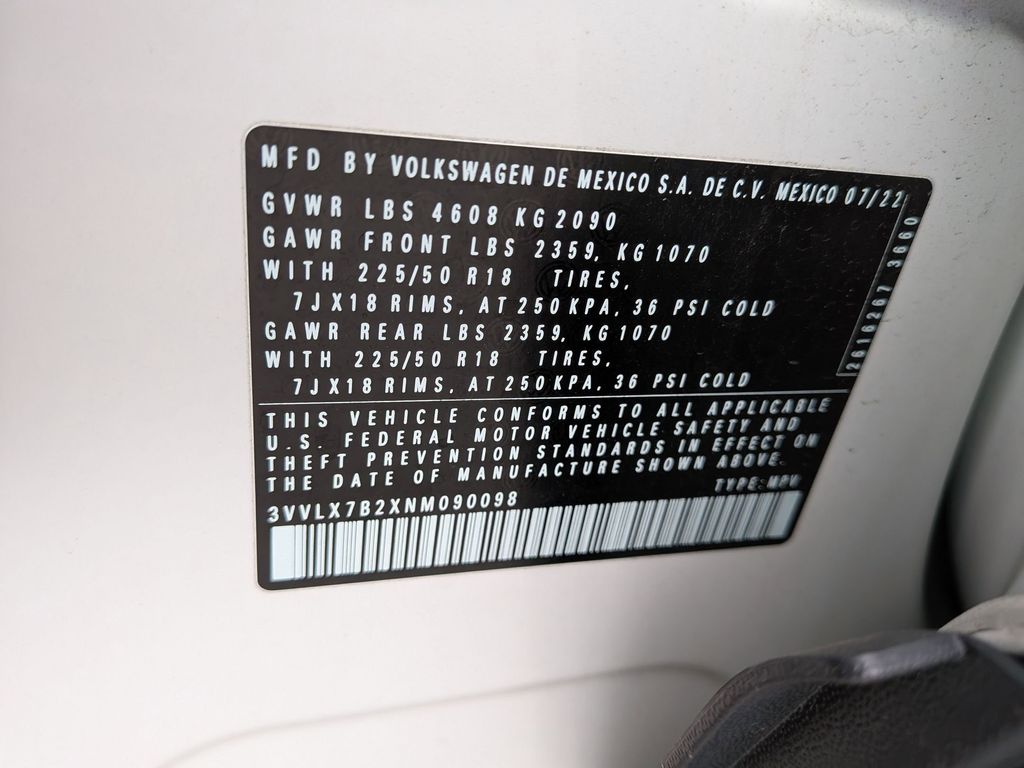 MFD BY VOLKSWAGEN DE MEXICO S.A. DE C.V. MEXICO 07/22
GVWR LBS 4608 KG 2090
GAWR FRONT LBS 2359, KG 1070
WITH 225/50 R18 TIRES,
7JX18 RIMS, AT 250 KPA, 36 PSI COLD
GAWR REAR LBS 2359, KG 1070
WITH 225/50 R18 TIRES,
7JX18 RIMS, AT 250 KPA, 36 PSI COLD
THIS VEHICLE CONFORMS TO ALL APPLICABLE
U.S. FEDERAL MOTOR VEHICLE SAFETY AND
THEFT PREVENTION STANDARDS IN EFFECT ON
THE DATE OF MANUFACTURE SHOWN ABOVE.
TYPE: MPV
3VVLX7B2XNM090098
2616267 3660